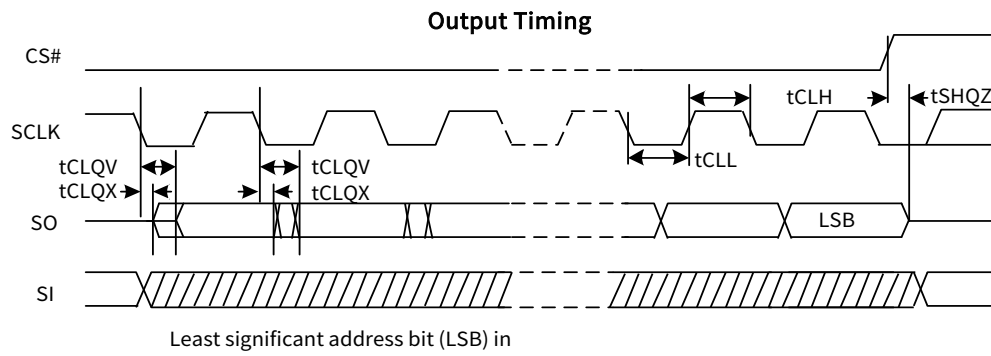 Output Timing
CS#
tCLH
tSHQZ
SCLK
tCLQV
tCLQV
tCLL
tCLQX
tCLQX
SO
LSB
SI
Least significant address bit (LSB) in